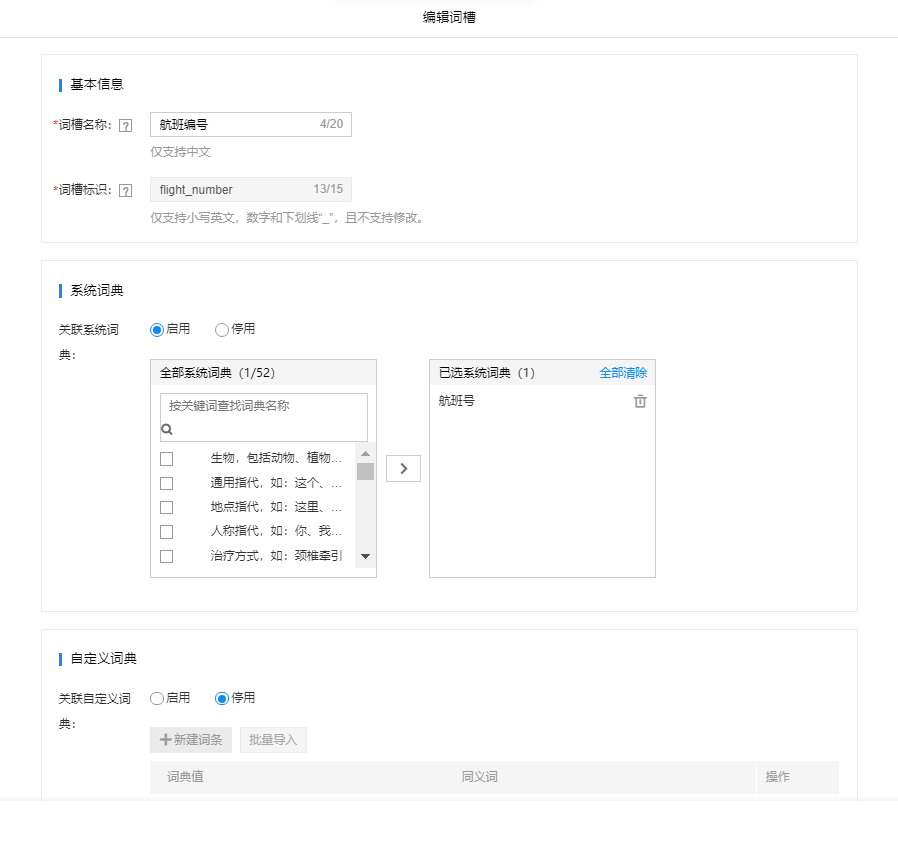 编辑词槽
基本信息
*词槽名称: ? 航班编号 4/20
仅支持中文
*词槽标识: ? flight_number 13/15
仅支持小写英文，数字和下划线“_”，且不支持修改。
系统词典
关联系统词典: 启用 停用
全部系统词典（1/52）
按关键词查找词典名称
生物，包括动物、植物...
通用指代，如：这个、...
地点指代，如：这里、...
人称指代，如：你、我...
治疗方式，如：颈椎牵引
已选系统词典（1） 全部清除
航班号
自定义词典
关联自定义词典: 启用 停用
新建词条 批量导入
词典值 同义词 操作